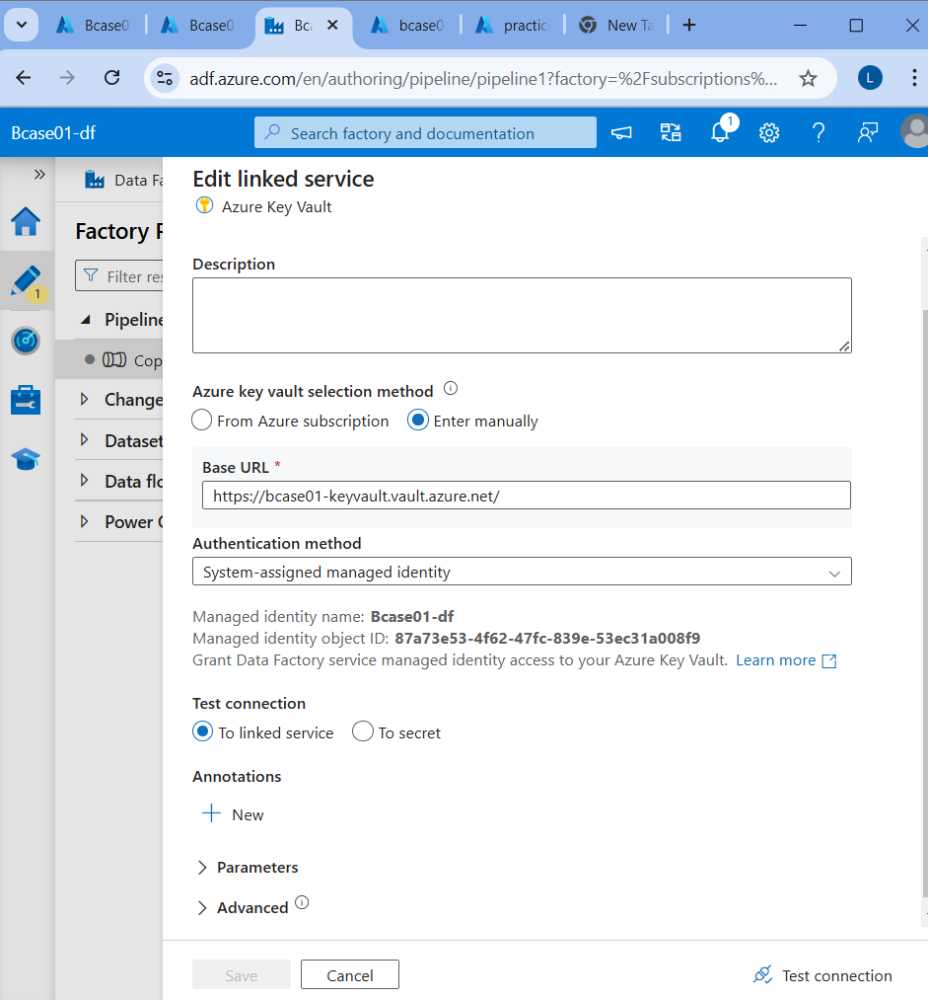 Bcase0
Bcase0
Bca
bcase0
practic
New Ta
adf.azure.com/en/authoring/pipeline/pipeline1?factory=%2Fsubscriptions%...
L
Bcase01-df
Search factory and documentation
1
Data Fa
Edit linked service
Azure Key Vault
Factory R
Description
Filter res
1
Pipeline
Cop
Azure key vault selection method
Change
From Azure subscription
Enter manually
Dataset
Base URL *
Data flo
https://bcase01-keyvault.vault.azure.net/
Power Q
Authentication method
System-assigned managed identity
Managed identity name: Bcase01-df
Managed identity object ID: 87a73e53-4f62-47fc-839e-53ec31a008f9
Grant Data Factory service managed identity access to your Azure Key Vault. Learn more
Test connection
To linked service
To secret
Annotations
New
Parameters
Advanced
Save
Cancel
Test connection